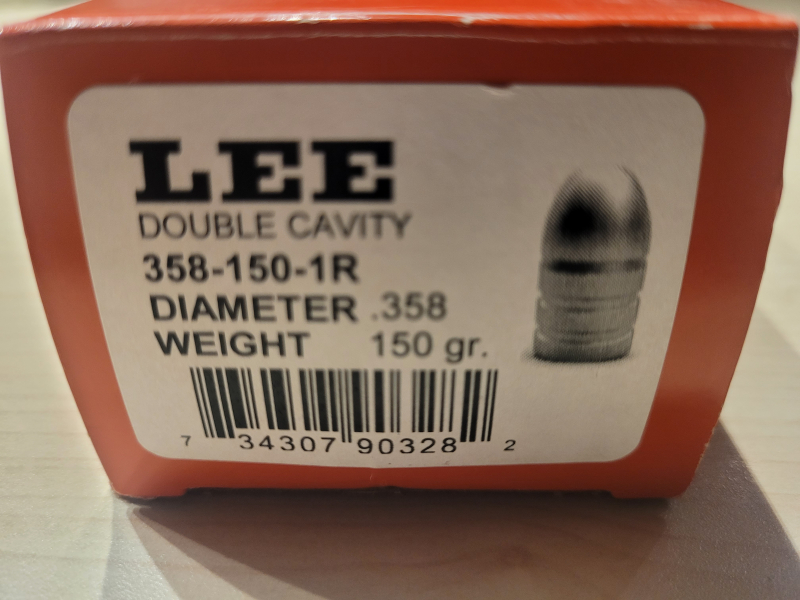 LEE
DOUBLE CAVITY
358-150-1R
DIAMETER .358
WEIGHT 150 gr.
7 34307 90328 2